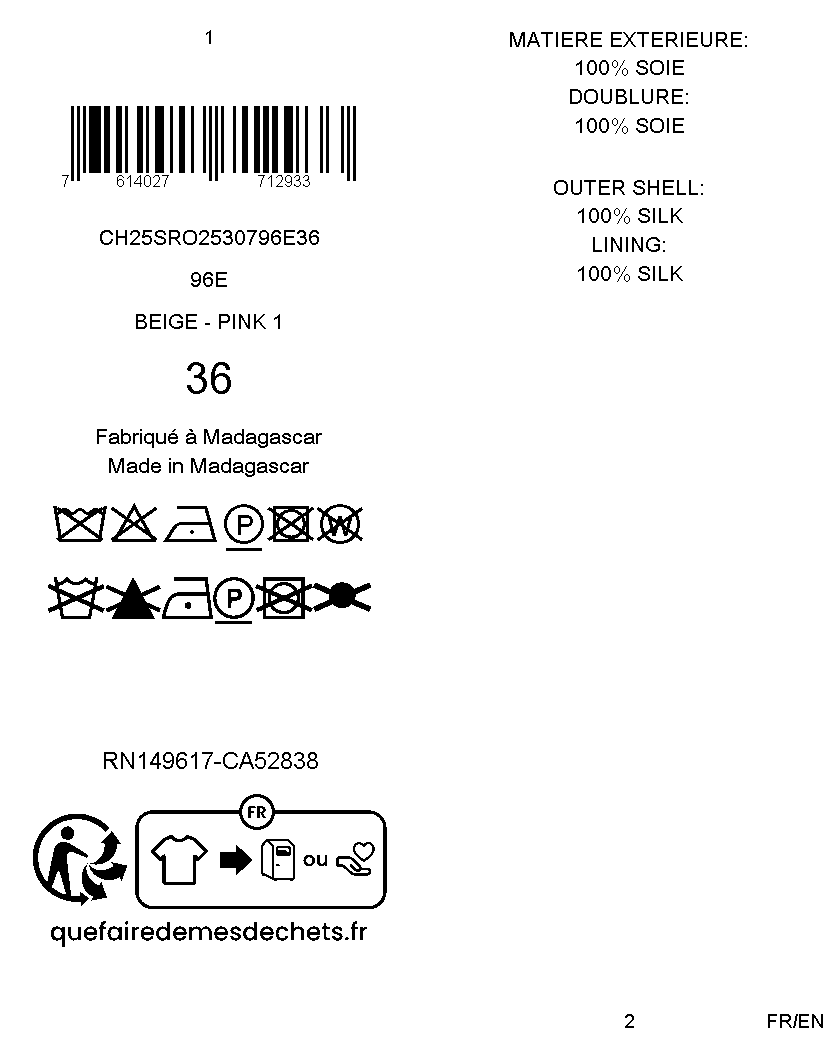 1
7 614027 712933
CH25SRO2530796E36
96E
BEIGE - PINK 1
36
Fabriqué à Madagascar
Made in Madagascar
P W
P
RN149617-CA52838
FR
ou
quefairedemesdechets.fr
MATIERE EXTERIEURE:
100% SOIE
DOUBLURE:
100% SOIE
OUTER SHELL:
100% SILK
LINING:
100% SILK
2
FR/EN